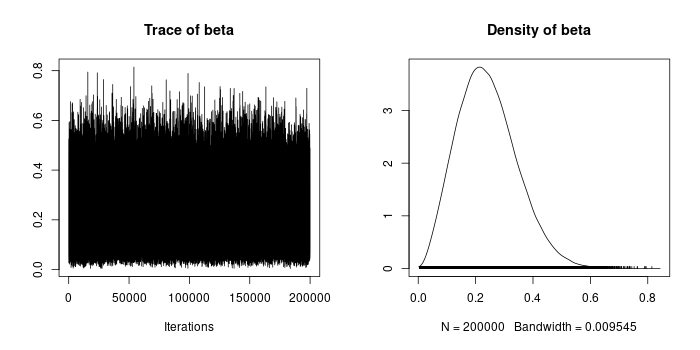 Trace of beta
0.0 0.2 0.4 0.6 0.8
0 50000 100000 150000 200000
Iterations
Density of beta
0 1 2 3
0.0 0.2 0.4 0.6 0.8
N = 200000 Bandwidth = 0.009545